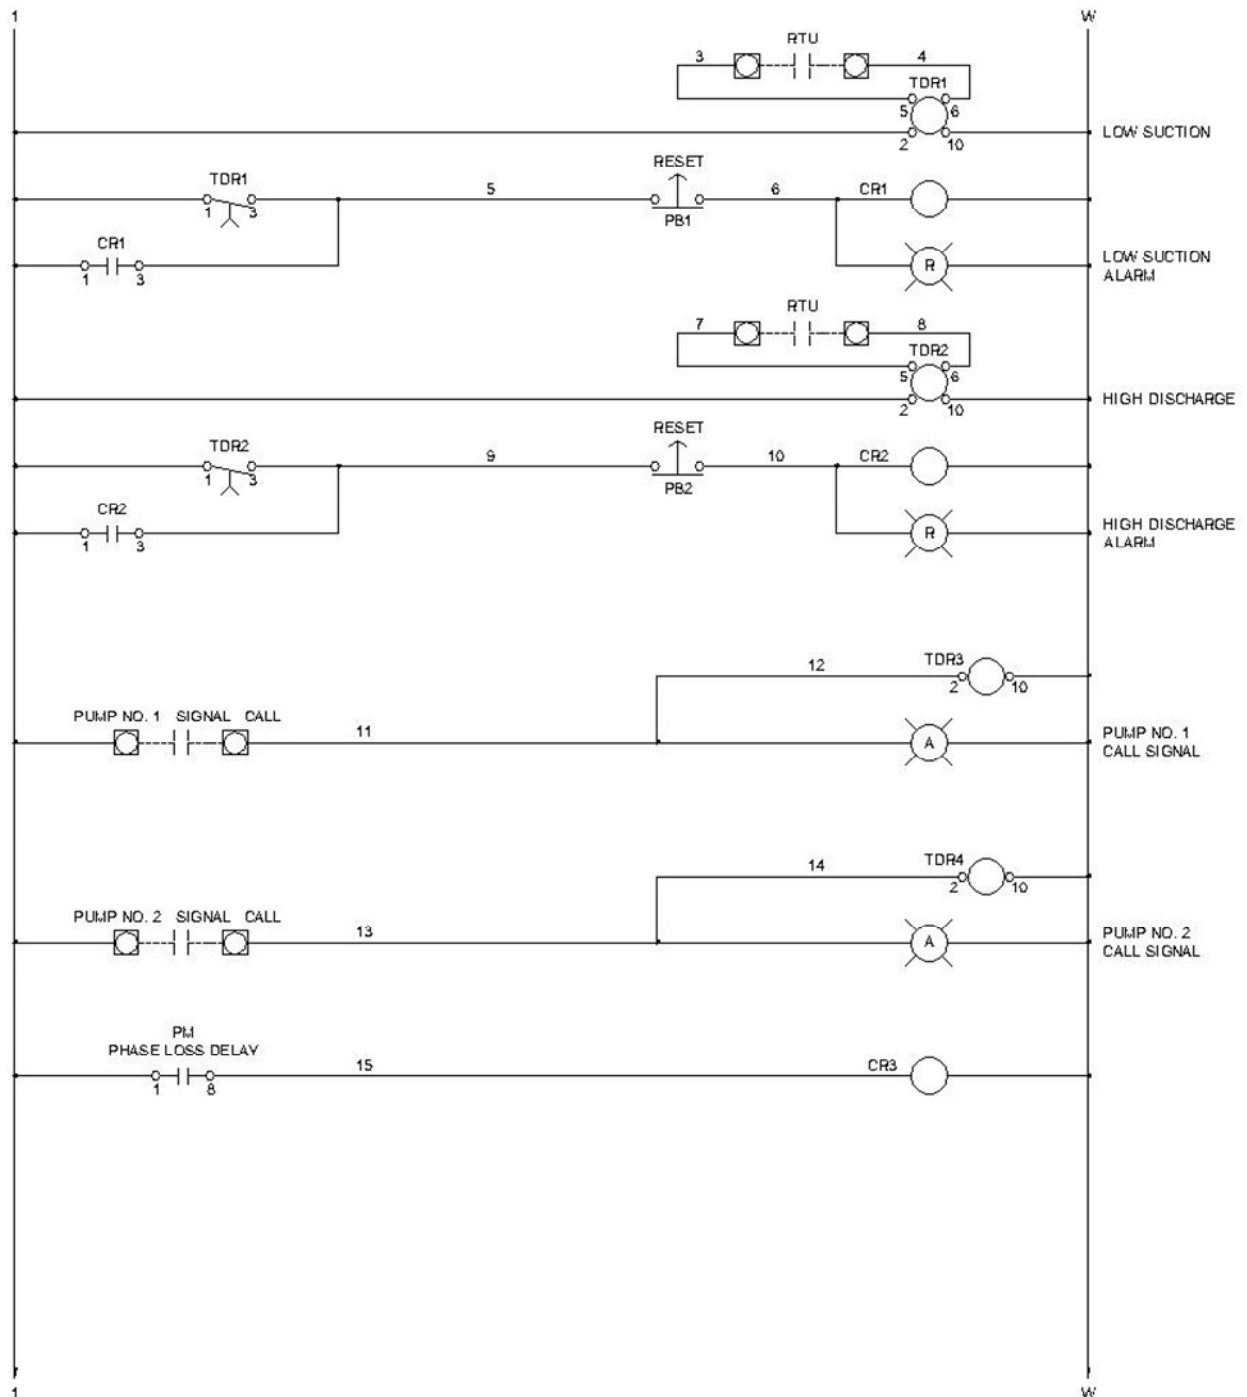 1
W
RTU
3
4
TDR1
5
6
2
10
LOW SUCTION
RESET
TDR1
5
6
CR1
1
3
PB1
CR1
1
3
R
LOW SUCTION
ALARM
RTU
7
8
TDR2
5
6
2
10
HIGH DISCHARGE
RESET
TDR2
9
10
CR2
1
3
PB2
CR2
1
3
R
HIGH DISCHARGE
ALARM
12
TDR3
2
10
PUMP NO. 1 SIGNAL CALL
11
A
PUMP NO. 1
CALL SIGNAL
14
TDR4
2
10
PUMP NO. 2 SIGNAL CALL
13
A
PUMP NO. 2
CALL SIGNAL
PM
PHASE LOSS DELAY
15
CR3
1
8
1
W